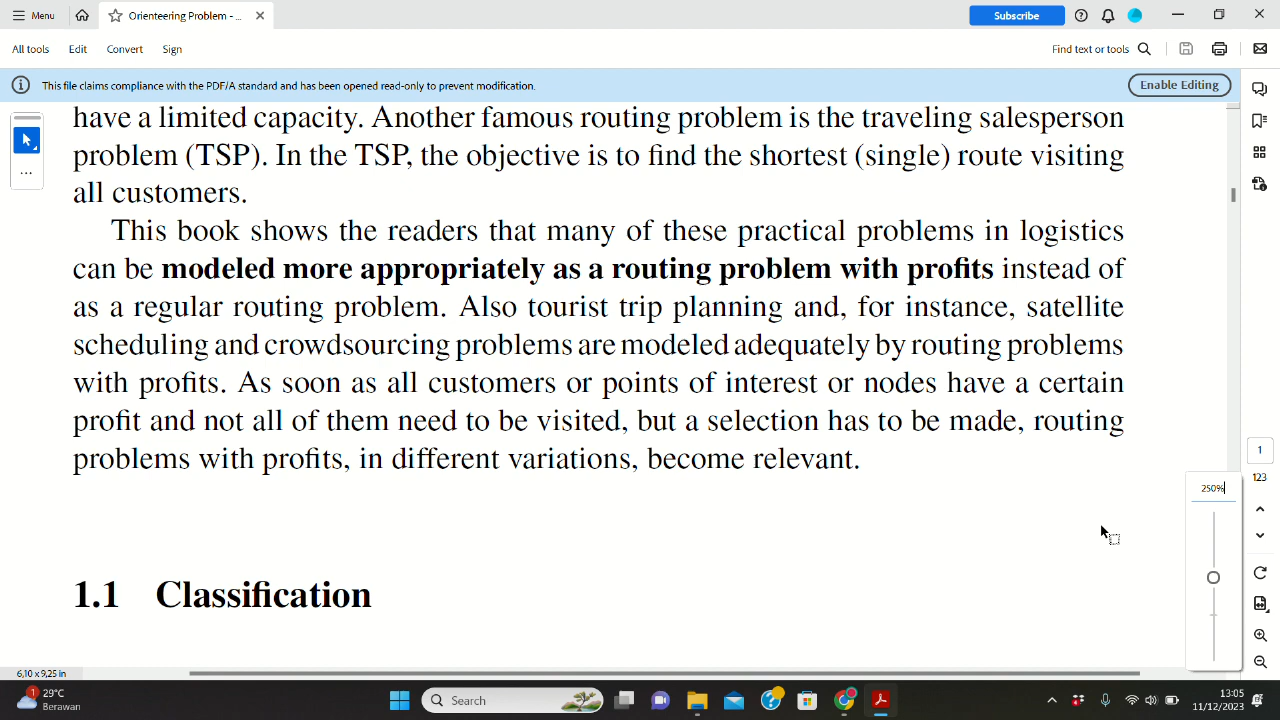 Menu
Orienteering Problem - ...
Subscribe
All tools Edit Convert Sign
Find text or tools
This file claims compliance with the PDF/A standard and has been opened read-only to prevent modification.
Enable Editing
have a limited capacity. Another famous routing problem is the traveling salesperson
problem (TSP). In the TSP, the objective is to find the shortest (single) route visiting
all customers.
This book shows the readers that many of these practical problems in logistics
can be modeled more appropriately as a routing problem with profits instead of
as a regular routing problem. Also tourist trip planning and, for instance, satellite
scheduling and crowdsourcing problems are modeled adequately by routing problems
with profits. As soon as all customers or points of interest or nodes have a certain
profit and not all of them need to be visited, but a selection has to be made, routing
problems with profits, in different variations, become relevant.
1.1 Classification
1
123
250%
6,10 x 9,25 in
1
29°C
Berawan
Search
13:05
11/12/2023